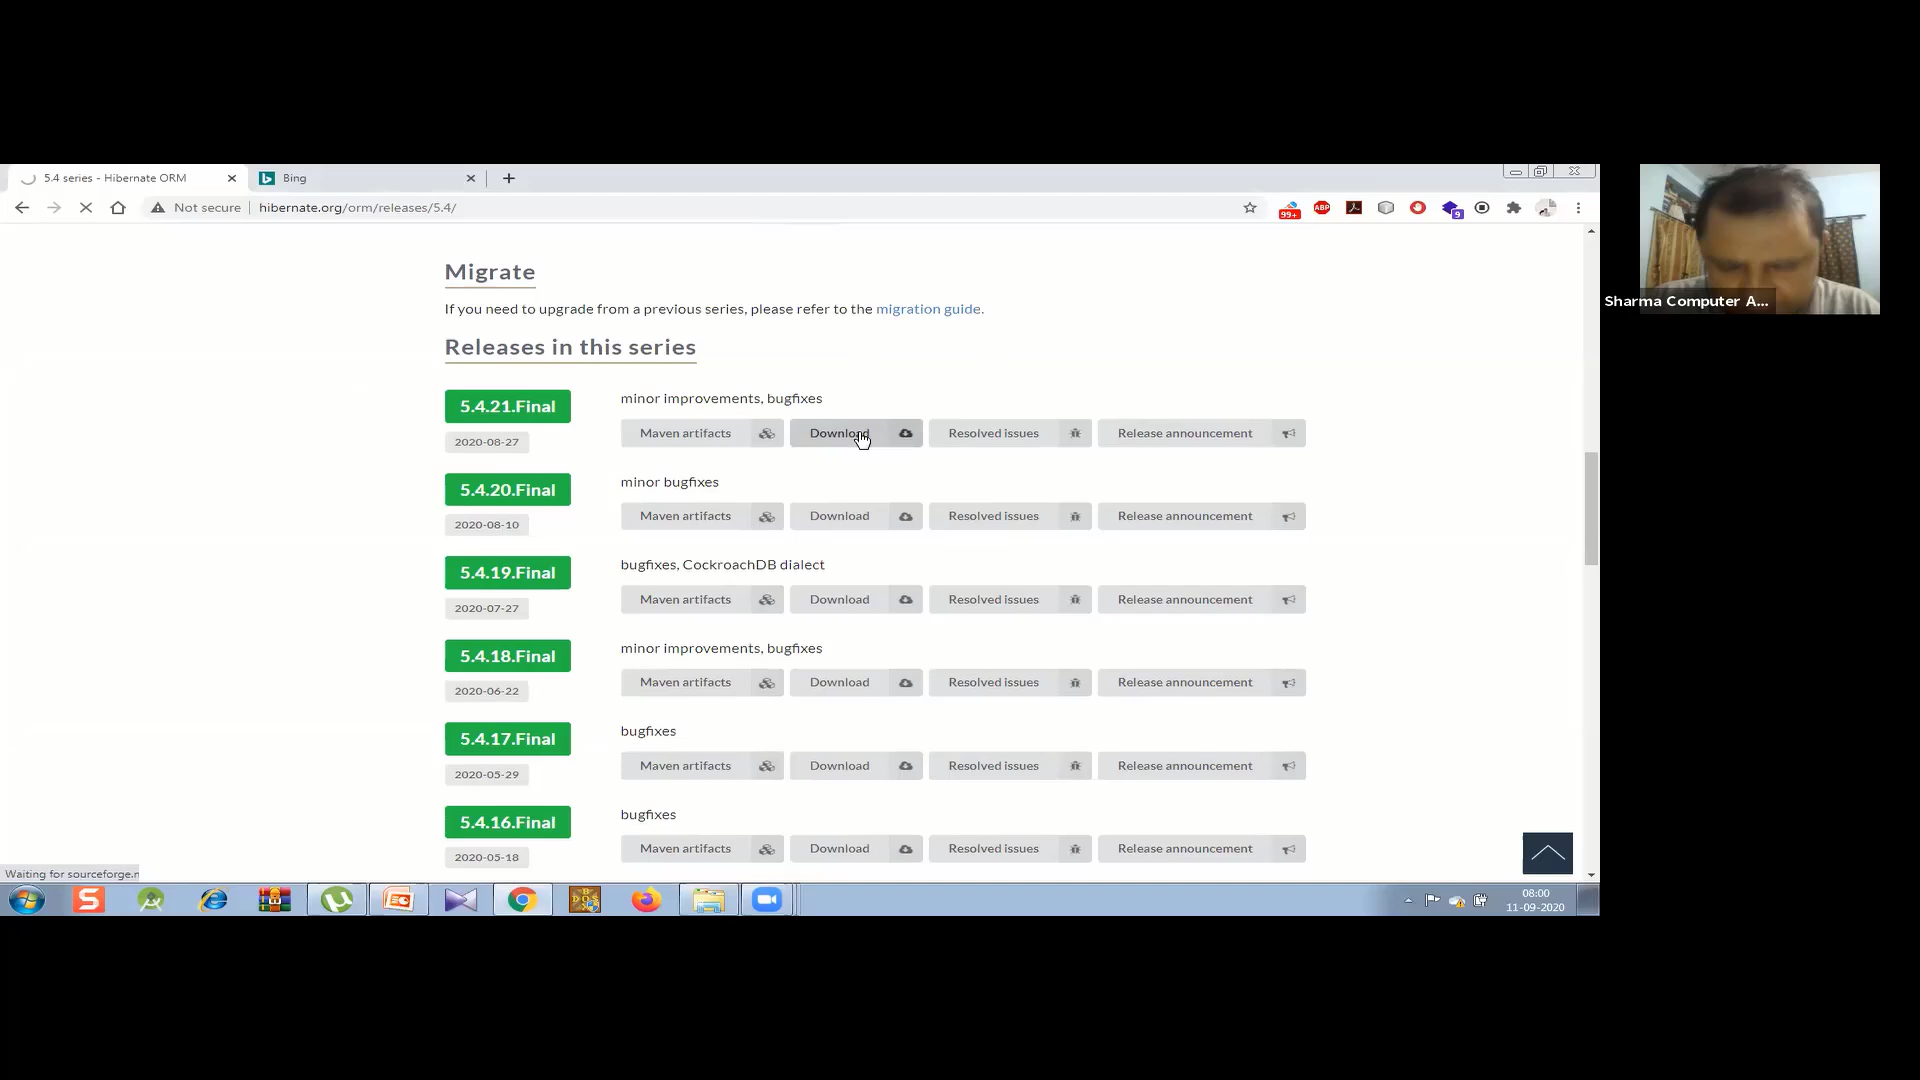 5.4 series - Hibernate ORM
Bing
Not secure
hibernate.org/orm/releases/5.4/
99+
ABP
9
Migrate
If you need to upgrade from a previous series, please refer to the migration guide.
Releases in this series
5.4.21.Final
minor improvements, bugfixes
2020-08-27
Maven artifacts
Download
Resolved issues
Release announcement
5.4.20.Final
minor bugfixes
2020-08-10
Maven artifacts
Download
Resolved issues
Release announcement
5.4.19.Final
bugfixes, CockroachDB dialect
2020-07-27
Maven artifacts
Download
Resolved issues
Release announcement
5.4.18.Final
minor improvements, bugfixes
2020-06-22
Maven artifacts
Download
Resolved issues
Release announcement
5.4.17.Final
bugfixes
2020-05-29
Maven artifacts
Download
Resolved issues
Release announcement
5.4.16.Final
bugfixes
2020-05-18
Maven artifacts
Download
Resolved issues
Release announcement
Waiting for sourceforge.n
08:00
11-09-2020
Sharma Computer A...